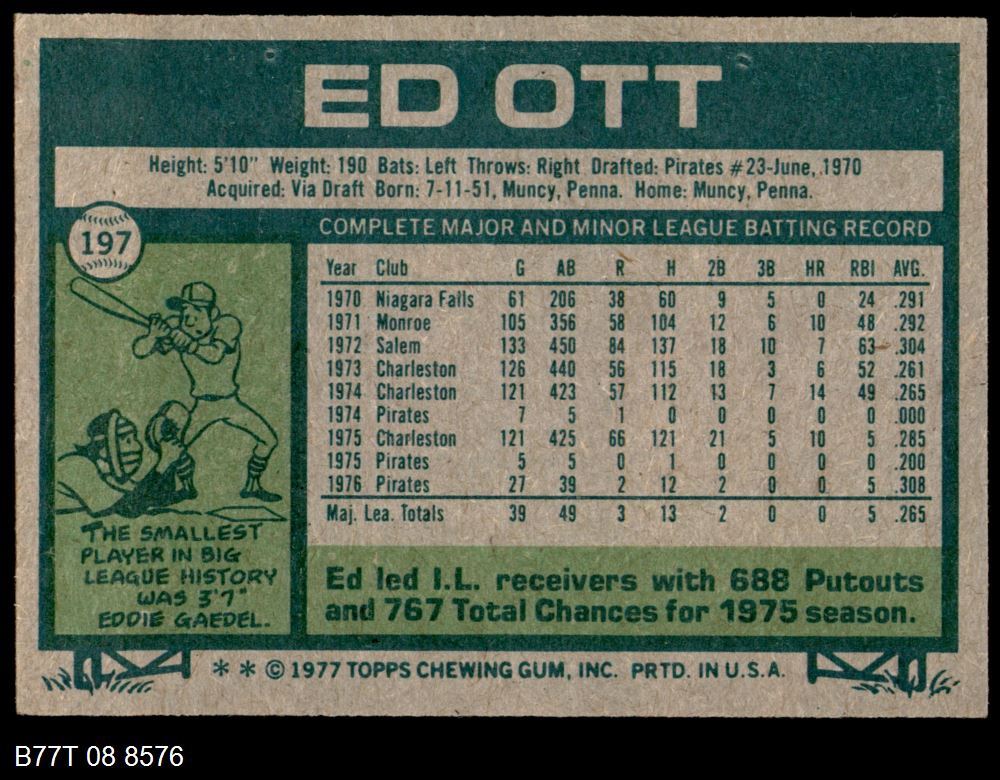 ED OTT
Height: 5'10" Weight: 190 Bats: Left Throws: Right Drafted: Pirates #23-June, 1970
Acquired: Via Draft Born: 7-11-51, Muncy, Penna. Home: Muncy, Penna.
197
COMPLETE MAJOR AND MINOR LEAGUE BATTING RECORD
Year Club G AB R H 2B 3B HR RBI AVG.
1970 Niagara Falls 61 206 38 60 9 5 0 24 .291
1971 Monroe 105 356 58 104 12 6 10 48 .292
1972 Salem 133 450 84 137 18 10 7 63 .304
1973 Charleston 126 440 56 115 18 3 6 52 .261
1974 Charleston 121 423 57 112 13 7 14 49 .265
1974 Pirates 7 5 1 0 0 0 0 0 .000
1975 Charleston 121 425 66 121 21 5 10 5 .285
1975 Pirates 5 5 0 1 0 0 0 0 .200
1976 Pirates 27 39 2 12 2 0 0 5 .308
Maj. Lea. Totals 39 49 3 13 2 0 0 5 .265
THE SMALLEST
PLAYER IN BIG
LEAGUE HISTORY
WAS 3'7"
EDDIE GAEDEL.
Ed led I.L. receivers with 688 Putouts
and 767 Total Chances for 1975 season.
* * © 1977 TOPPS CHEWING GUM, INC. PRTD. IN U.S.A.
B77T 08 8576